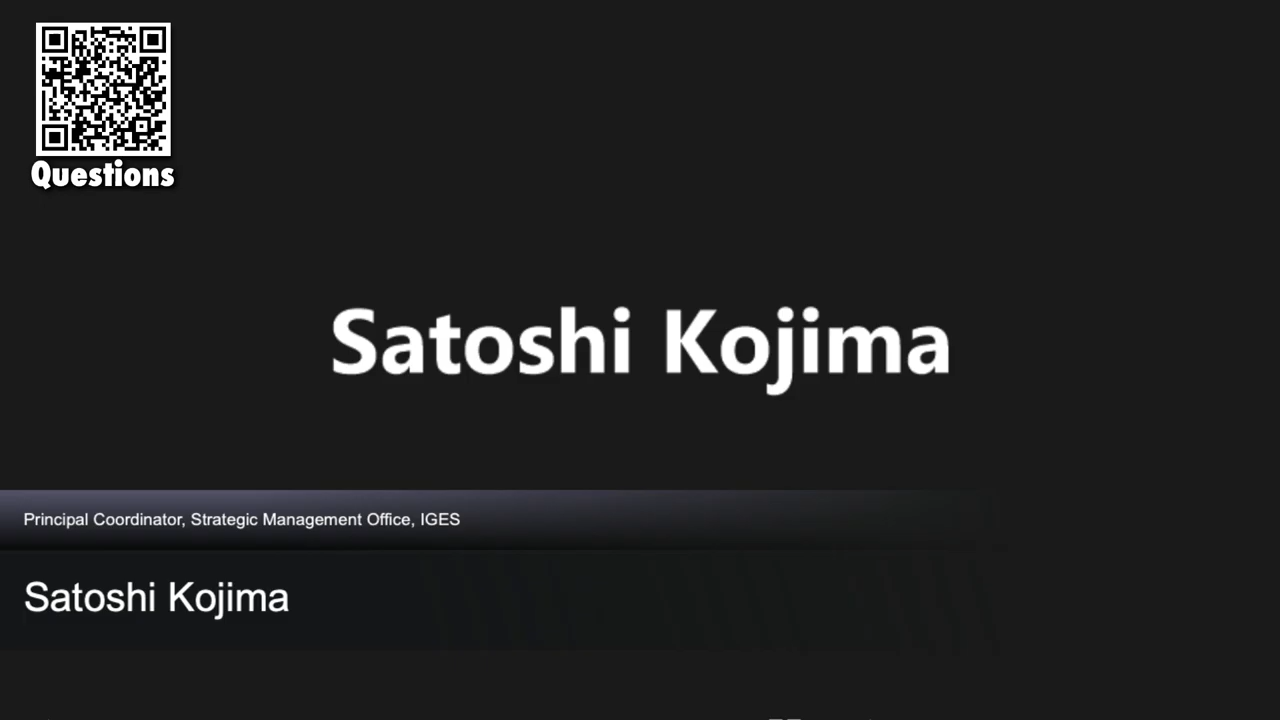 Questions
Satoshi Kojima
Principal Coordinator, Strategic Management Office, IGES
Satoshi Kojima